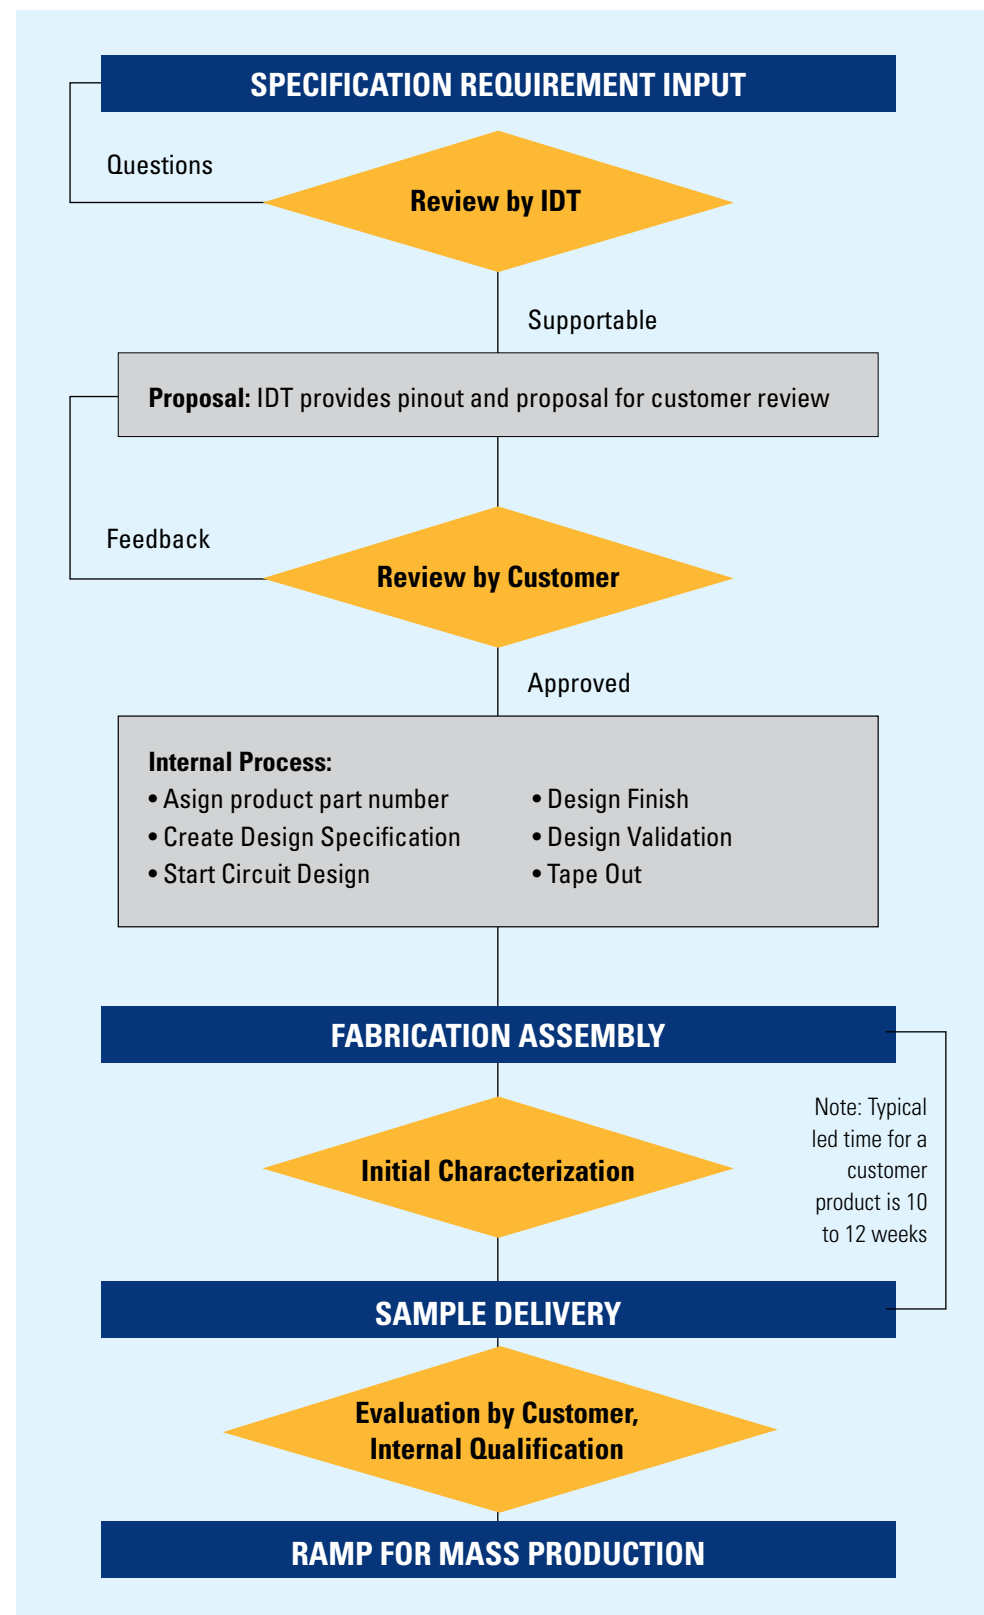 SPECIFICATION REQUIREMENT INPUT
Questions
Review by IDT
Supportable
Proposal: IDT provides pinout and proposal for customer review
Feedback
Review by Customer
Approved
Internal Process:
• Asign product part number
• Create Design Specification
• Start Circuit Design
• Design Finish
• Design Validation
• Tape Out
FABRICATION ASSEMBLY
Note: Typical
led time for a
customer
product is 10
to 12 weeks
Initial Characterization
SAMPLE DELIVERY
Evaluation by Customer,
Internal Qualification
RAMP FOR MASS PRODUCTION